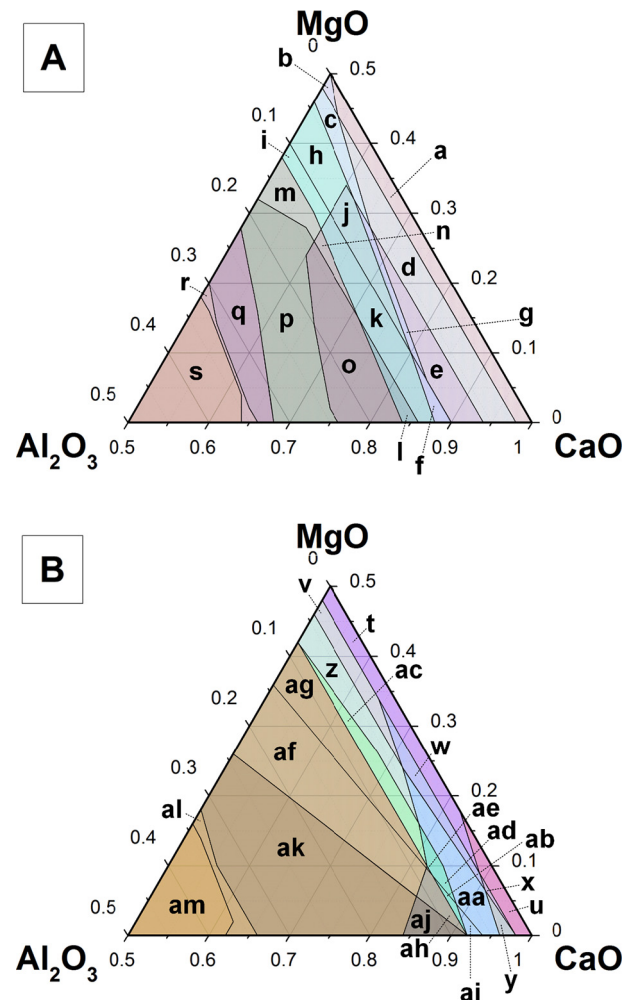 A
MgO
0
b
0.5
c
0.1
0.4
i
h
a
0.2
m
j
0.3
n
0.3
d
r
0.2
q
p
k
g
0.4
s
o
e
0.1
0.5
0
0.5 0.6 0.7 0.8 0.9 1
l
f
Al2O3
CaO
B
MgO
0
v
0.5
t
0.1
0.4
z
ac
ag
0.2
0.3
af
w
0.3
0.2
al
ae
ad
ab
0.4
ak
0.1
x
am
aa
u
0.5
aj
0
ah
0.5 0.6 0.7 0.8 0.9 1
y
ai
Al2O3
CaO